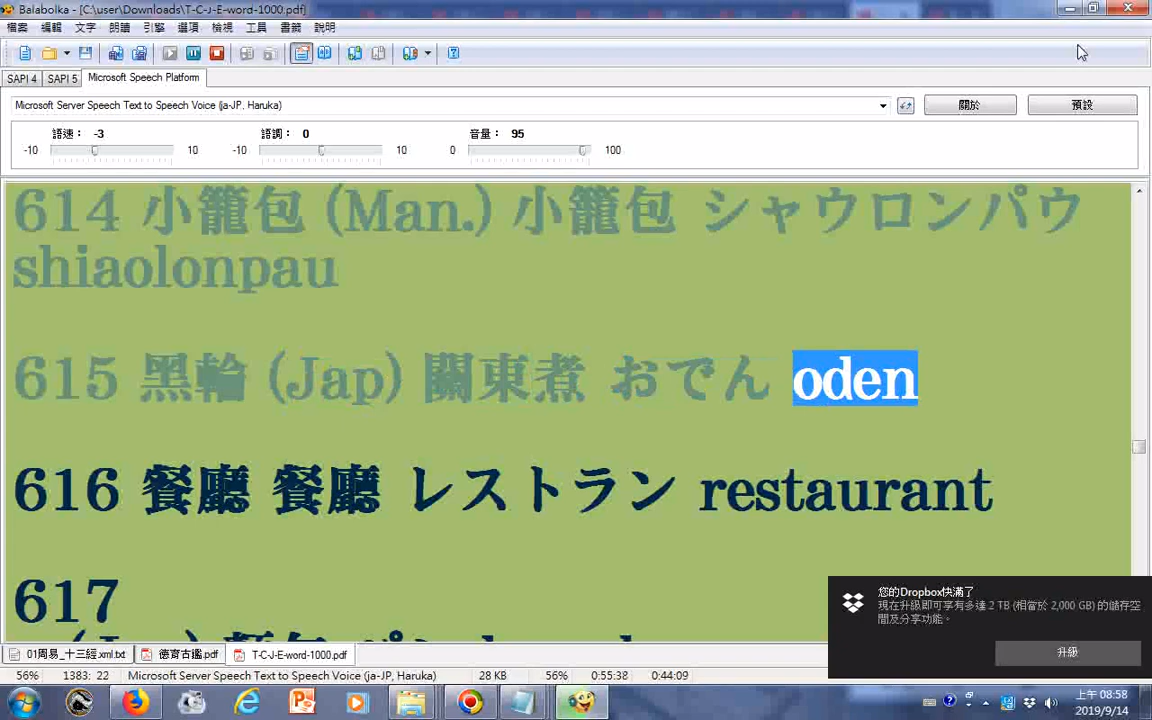 Balabolka - [C:\user\Downloads\T-C-J-E-word-1000.pdf]
檔案 編輯 文字 朗讀 引擎 選項 檢視 工具 書籤 說明
SAPI 4 SAPI 5 Microsoft Speech Platform
Microsoft Server Speech Text to Speech Voice (ja-JP, Haruka) 關於 預設
語速： -3 語調： 0 音量： 95
-10 10 -10 10 0 100
614 小籠包 (Man.) 小籠包 シャウロンパウ
shiaolonpau
615 黑輪 (Jap) 關東煮 おでん oden
616 餐廳 餐廳 レストラン restaurant
617
您的Dropbox快滿了
現在升級即可享有多達 2 TB (相當於 2,000 GB) 的儲存空
間及分享功能。
升級
01周易_十三經.xml.txt 德育古鑑.pdf T-C-J-E-word-1000.pdf
56% 1383: 22 Microsoft Server Speech Text to Speech Voice (ja-JP, Haruka) 28 KB 56% 0:55:38 0:44:09
上午 08:58
2019/9/14